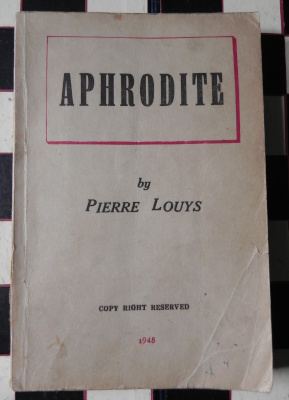 APHRODITE
by
PIERRE LOUYS
COPY RIGHT RESERVED
1948